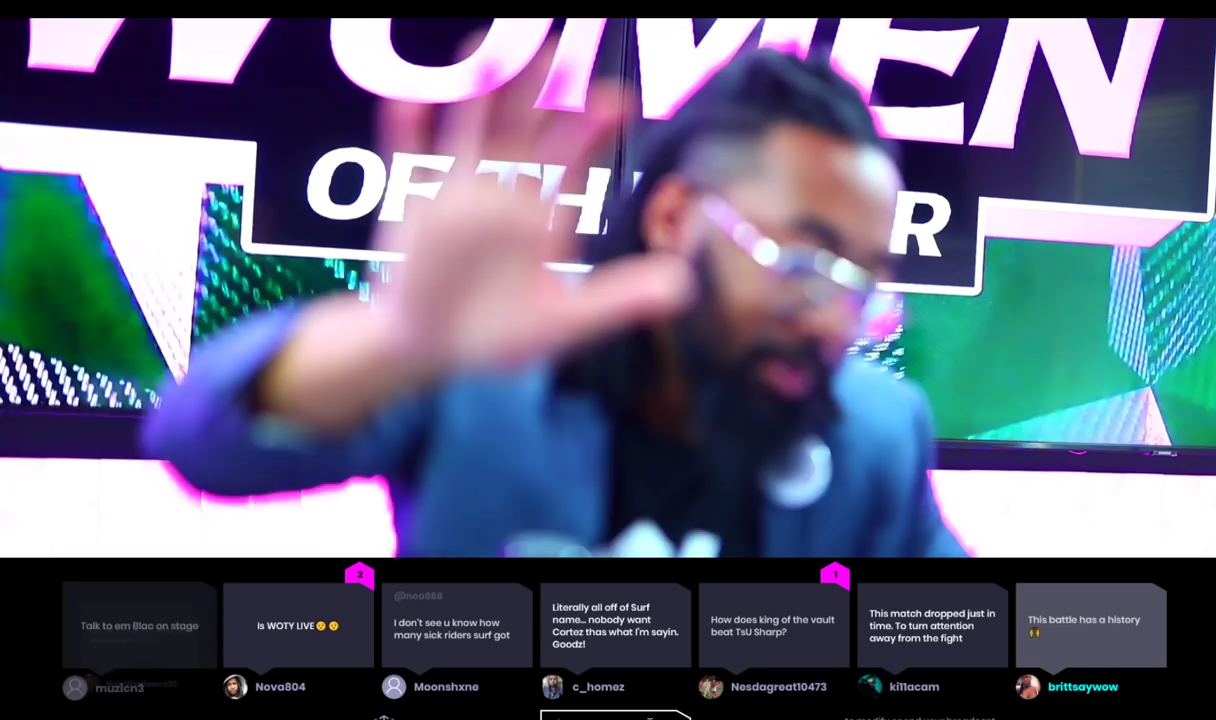 WOMEN
OF TH R
2
1
Talk to em Blac on stage
Is WOTY LIVE😟😟
@noa888
I don't see u know how
many sick riders surf got
Literally all off of Surf
name... nobody want
Cortez thas what I'm sayin.
Goodz!
How does king of the vault
beat TsU Sharp?
This match dropped just in
time. To turn attention
away from the fight
This battle has a history
🙌
muzicn3
Nova804
Moonshxne
c_homez
Nesdagreat10473
ki11acam
brittsaywow